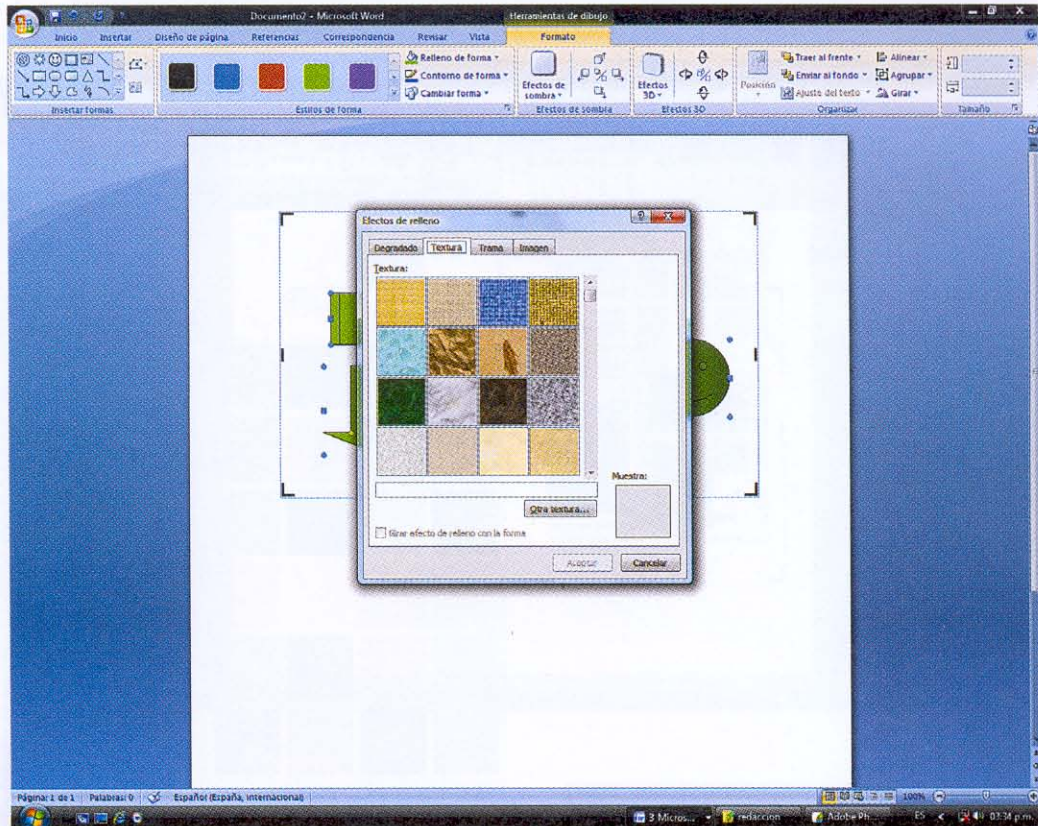 Documento2 - Microsoft Word
Herramientas de dibujo
Inicio Insertar Diseño de página Referencias Correspondencia Revisar Vista Formato
Relleno de forma
Contorno de forma
Cambiar forma
Efectos de sombra
Efectos 3D
Posición
Traer al frente
Enviar al fondo
Ajuste del texto
Alinear
Agrupar
Girar
Insertar formas Estilos de forma Efectos de sombra Efectos 3D Organizar Tamaño
Efectos de relleno
Degradado Textura Trama Imagen
Textura:
Muestra:
Otra textura...
Girar efecto de relleno con la forma
Aceptar Cancelar
Página: 1 de 1 Palabras: 0 Español (España, internacional) 100%
3 Micros... redaccion Adobe Ph... ES 03:34 p.m.